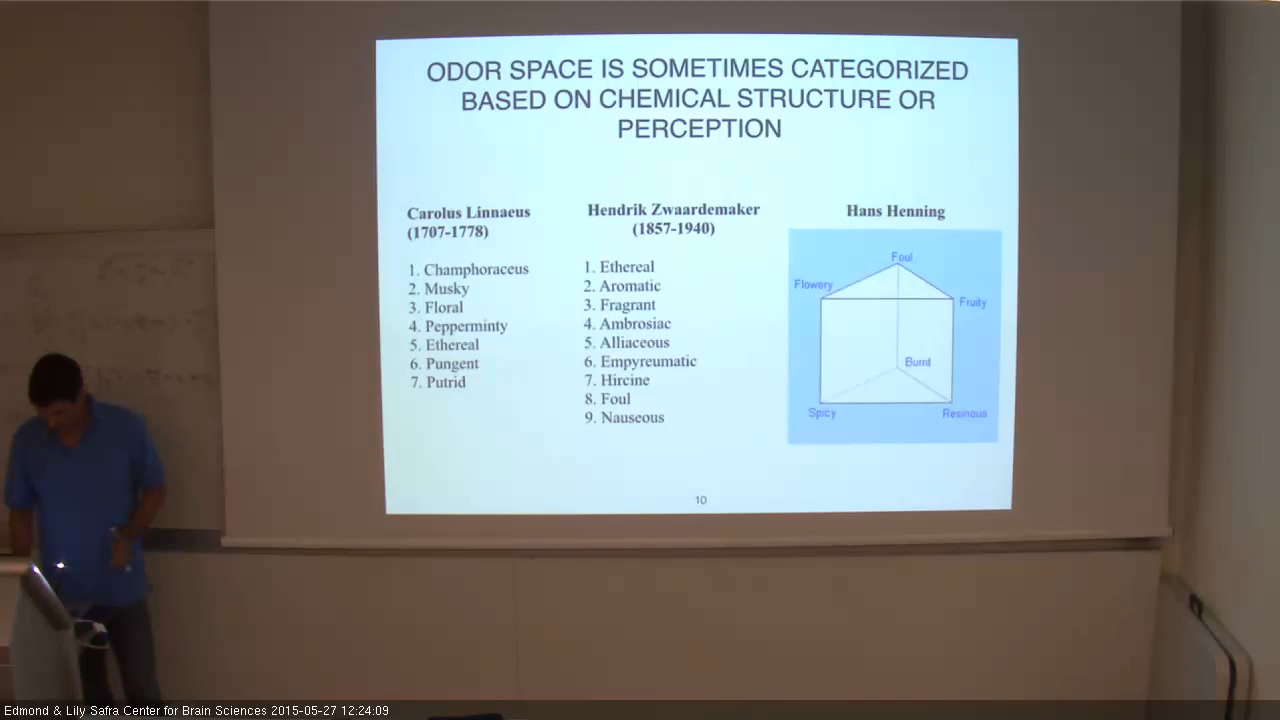 ODOR SPACE IS SOMETIMES CATEGORIZED
BASED ON CHEMICAL STRUCTURE OR
PERCEPTION
Carolus Linnaeus
(1707-1778)
1. Champhoraceus
2. Musky
3. Floral
4. Pepperminty
5. Ethereal
6. Pungent
7. Putrid
Hendrik Zwaardemaker
(1857-1940)
1. Ethereal
2. Aromatic
3. Fragrant
4. Ambrosiac
5. Alliaceous
6. Empyreumatic
7. Hircine
8. Foul
9. Nauseous
Hans Henning
Foul
Flowery
Fruity
Burnt
Spicy
Resinous
10
Edmond & Lily Safra Center for Brain Sciences 2015-05-27 12:24:09